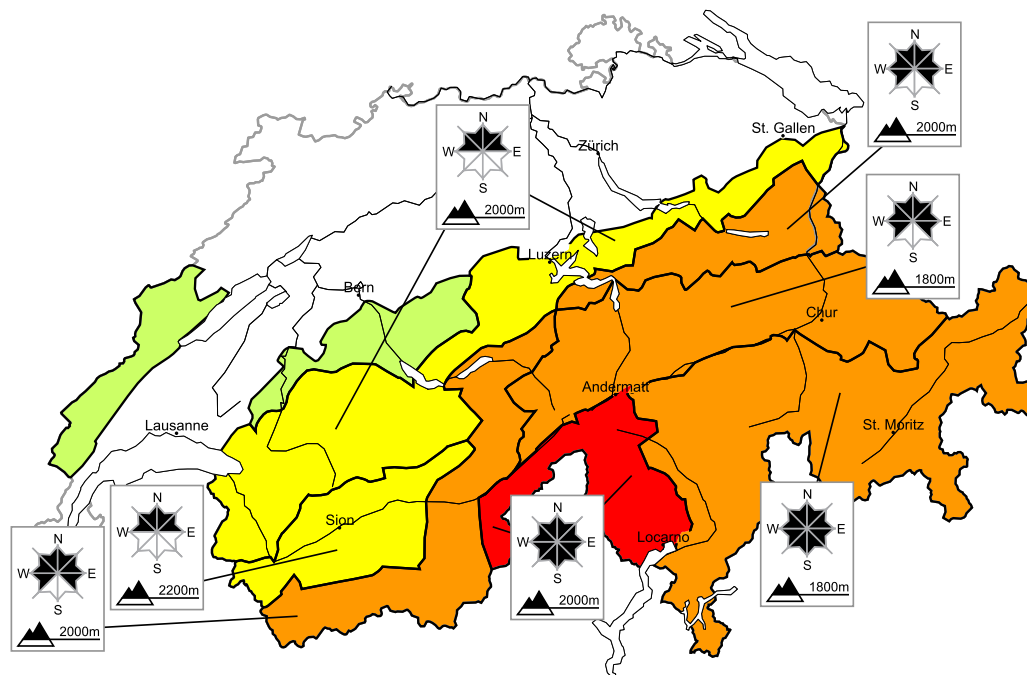 N
W E
S
2000m
St. Gallen
N
W E
S
2000m
Zürich
N
W E
S
1800m
Luzern
Bern
Chur
Andermatt
Lausanne
St. Moritz
N
W E
S
2200m
N
W E
S
1800m
N
W E
S
2000m
Sion
N
W E
S
2000m
Locarno